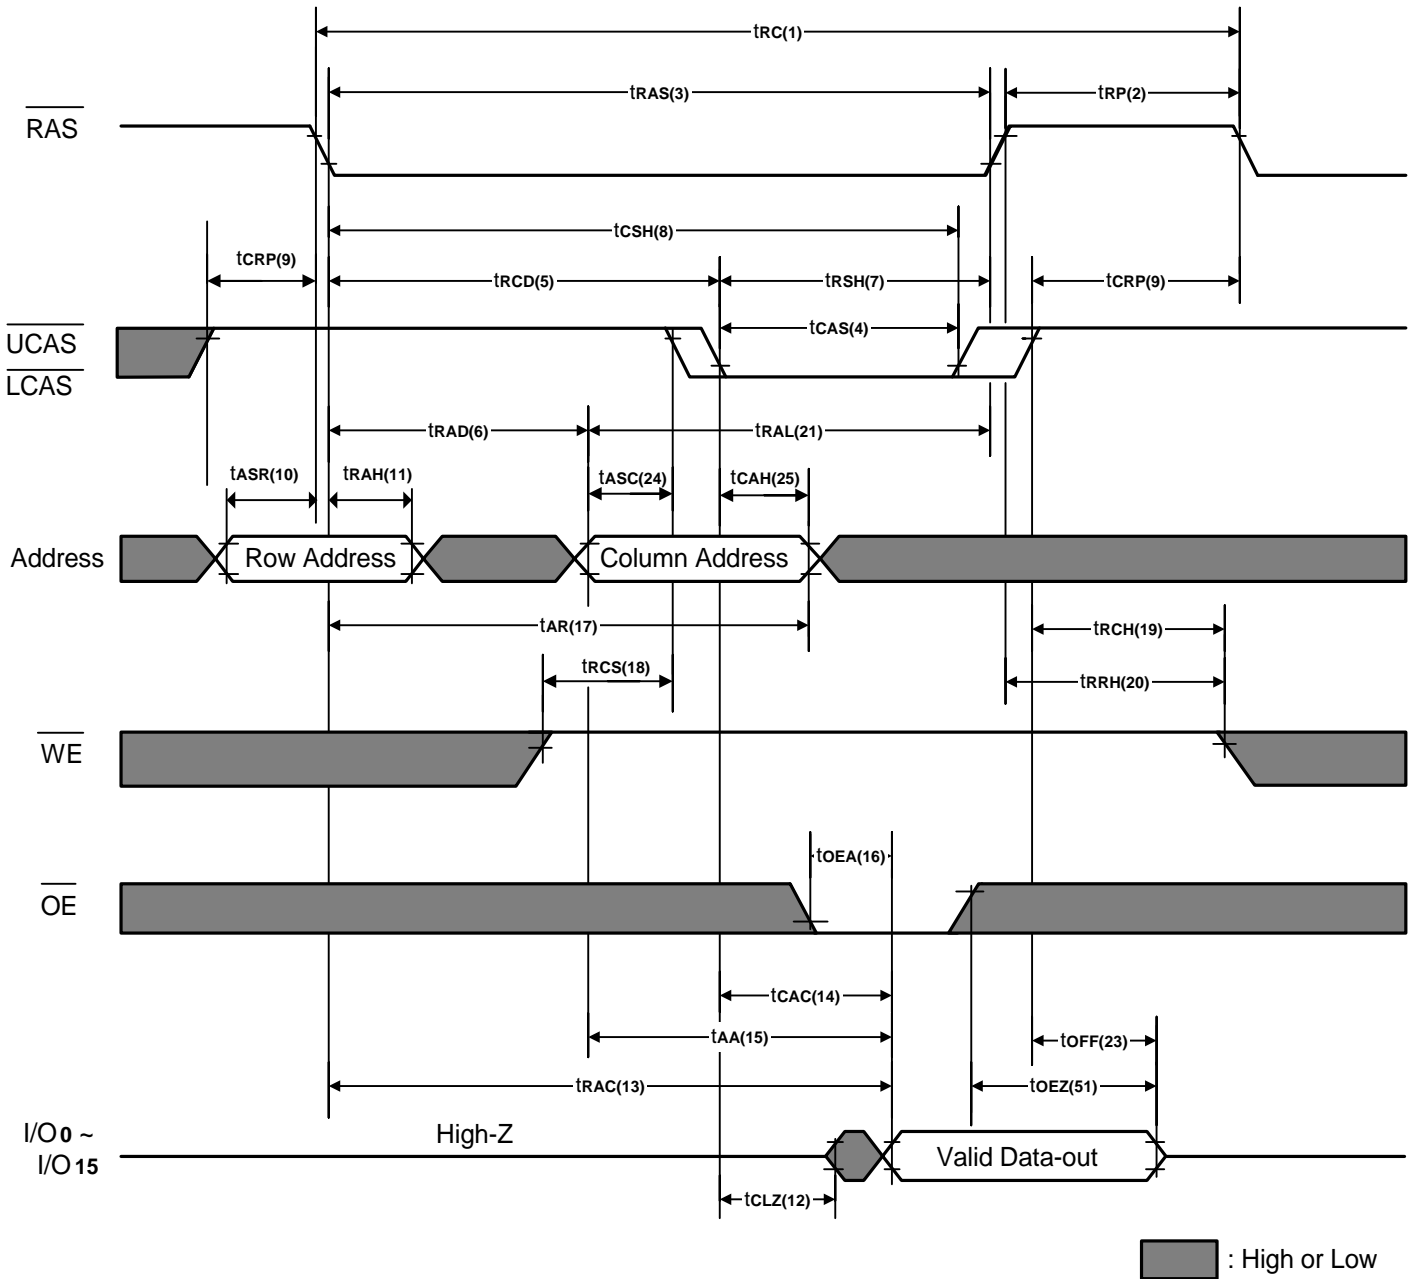 tRC(1)
tRAS(3)
tRP(2)
RAS
tCSH(8)
tCRP(9)
tRCD(5)
tRSH(7)
tCRP(9)
UCAS
LCAS
tCAS(4)
tRAD(6)
tRAL(21)
tASR(10)
tRAH(11)
tASC(24)
tCAH(25)
Address
Row Address
Column Address
tAR(17)
tRCH(19)
tRCS(18)
tRRH(20)
WE
tOEA(16)
OE
tCAC(14)
tAA(15)
tOFF(23)
tRAC(13)
tOEZ(51)
I/O0 ~
I/O15
High-Z
Valid Data-out
tCLZ(12)
: High or Low